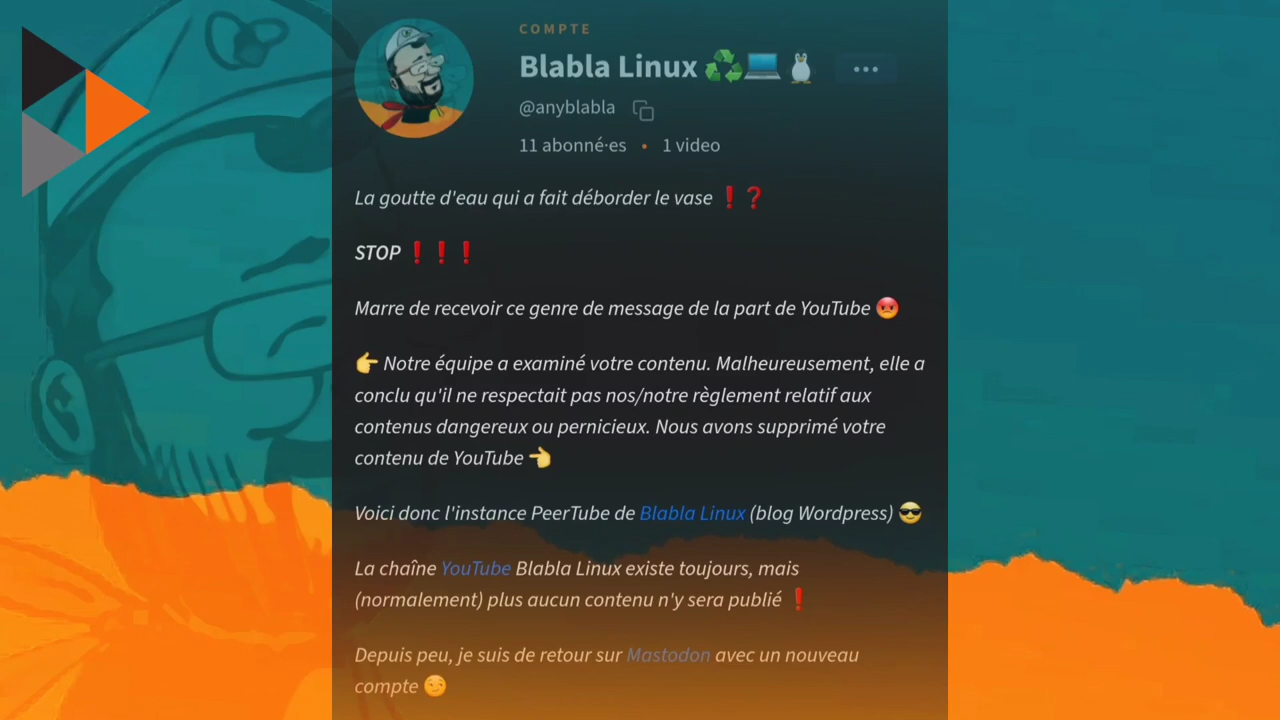 COMPTE
Blabla Linux ♻️💻🐧
@anyblabla
11 abonné·es • 1 video
La goutte d'eau qui a fait déborder le vase ❗❓
STOP ❗❗❗
Marre de recevoir ce genre de message de la part de YouTube 😡
👉 Notre équipe a examiné votre contenu. Malheureusement, elle a
conclu qu'il ne respectait pas nos/notre règlement relatif aux
contenus dangereux ou pernicieux. Nous avons supprimé votre
contenu de YouTube 👈
Voici donc l'instance PeerTube de Blabla Linux (blog Wordpress) 😎
La chaîne YouTube Blabla Linux existe toujours, mais
(normalement) plus aucun contenu n'y sera publié ❗
Depuis peu, je suis de retour sur Mastodon avec un nouveau
compte 😏